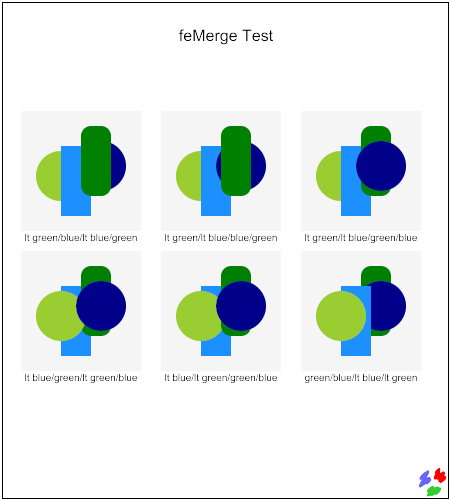 feMerge Test
lt green/blue/lt blue/green
lt green/lt blue/blue/green
lt green/lt blue/green/blue
lt blue/green/lt green/blue
lt blue/lt green/green/blue
green/blue/lt blue/lt green